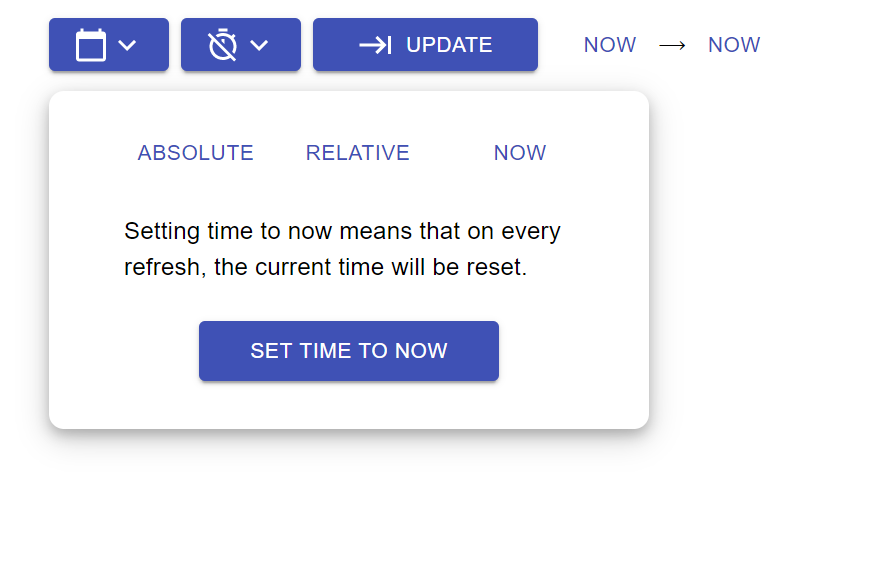 UPDATE NOW → NOW
ABSOLUTE RELATIVE NOW
Setting time to now means that on every
refresh, the current time will be reset.
SET TIME TO NOW